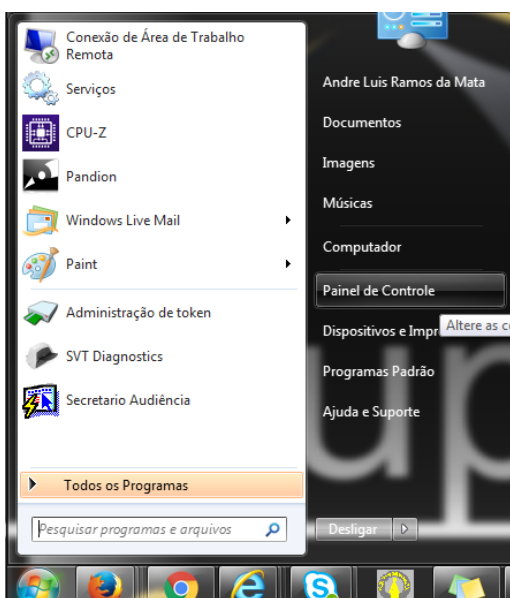 Conexão de Área de Trabalho
Remota
Serviços
CPU-Z
Pandion
Windows Live Mail
Paint
Administração de token
SVT Diagnostics
Secretario Audiência
Todos os Programas
Pesquisar programas e arquivos
Andre Luis Ramos da Mata
Documentos
Imagens
Músicas
Computador
Painel de Controle
Dispositivos e Impr
Altere as c
Programas Padrão
Ajuda e Suporte
Desligar
up